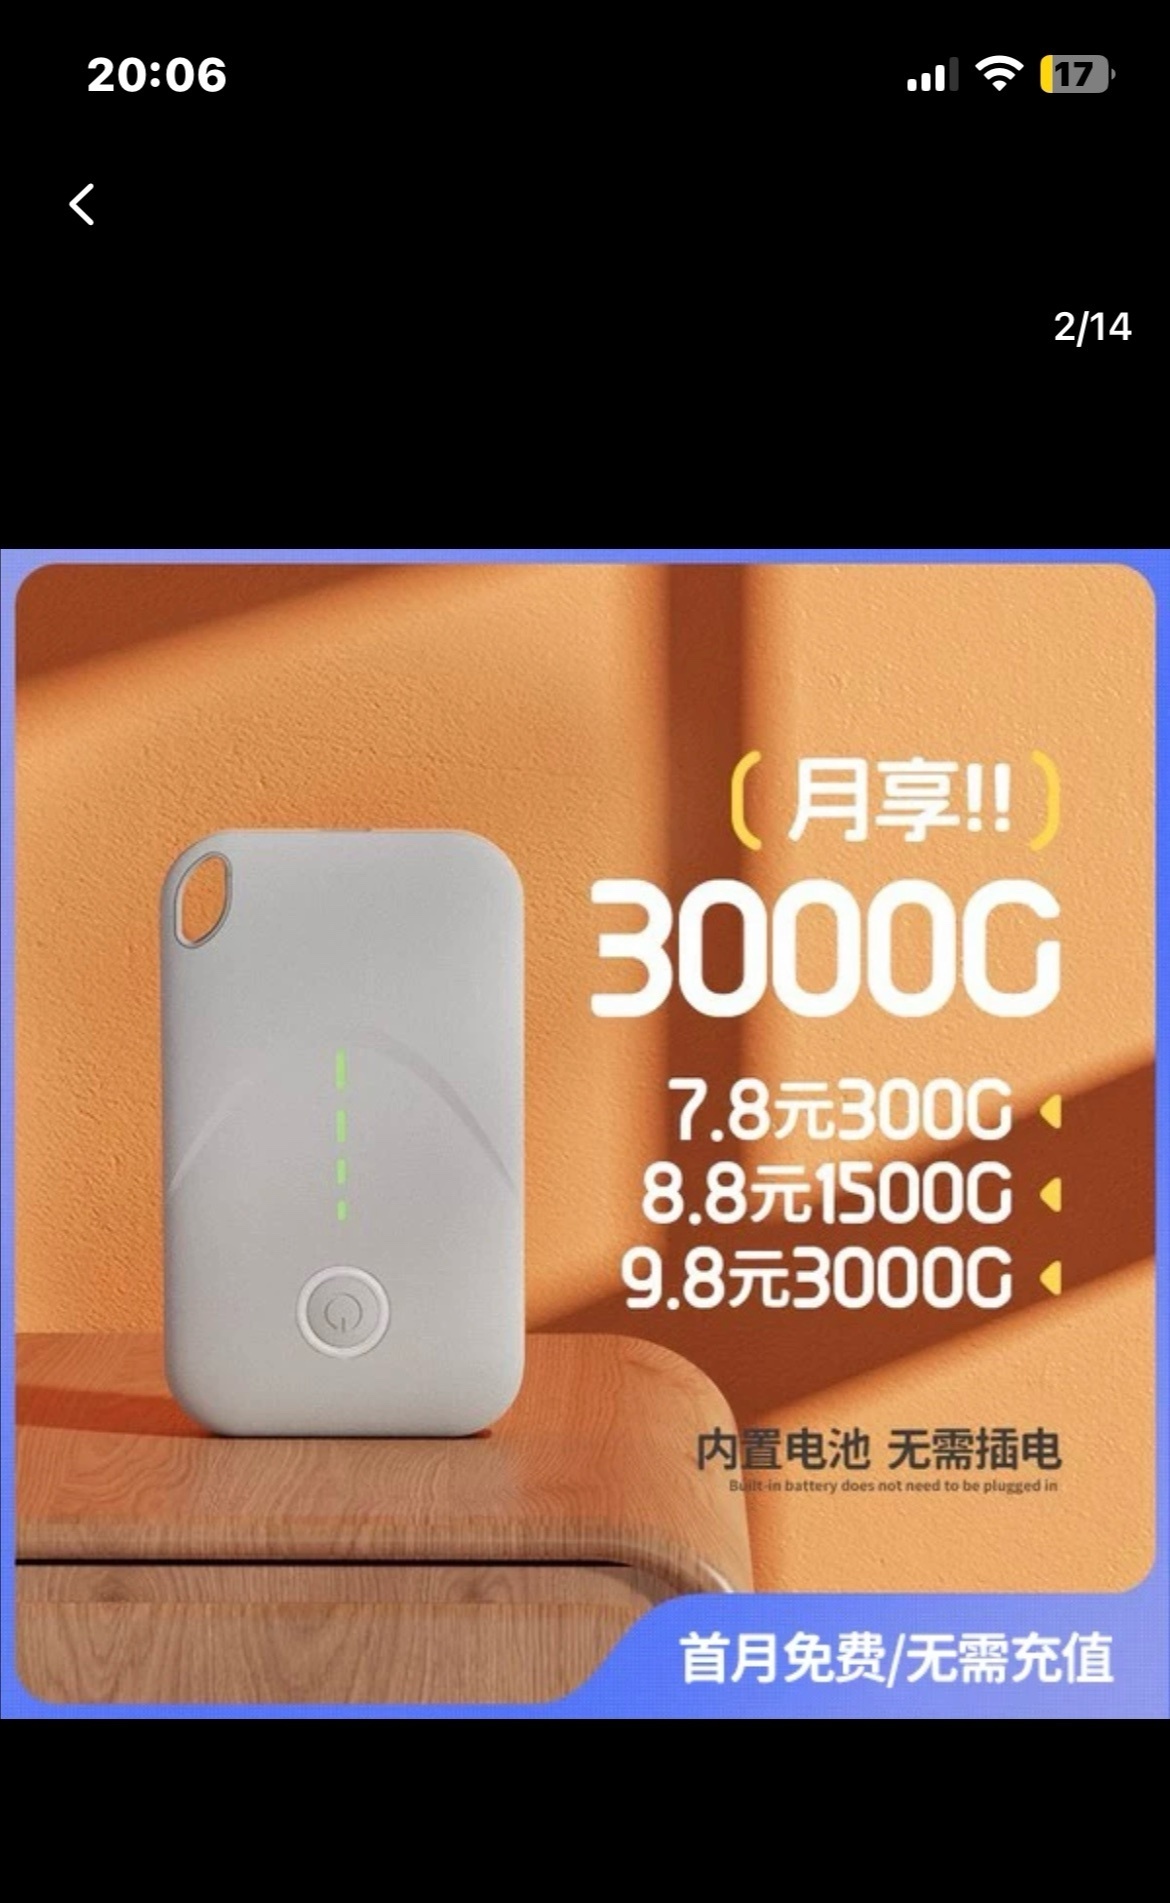 20:06
17
2/14
(月享!!)
3000G
7.8元300G
8.8元1500G
9.8元3000G
内置电池 无需插电
Built-in battery does not need to be plugged in
首月免费/无需充值